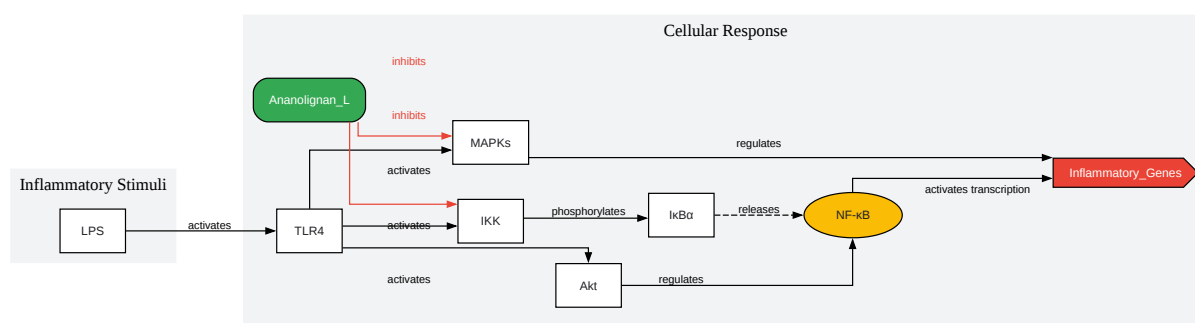 Cellular Response
inhibits
Ananolignan_L
inhibits
MAPKs
regulates
activates
Inflammatory_Genes
Inflammatory Stimuli
activates transcription
LPS
activates
TLR4
activates
IKK
phosphorylates
IκBα
releases
NF-κB
activates
Akt
regulates